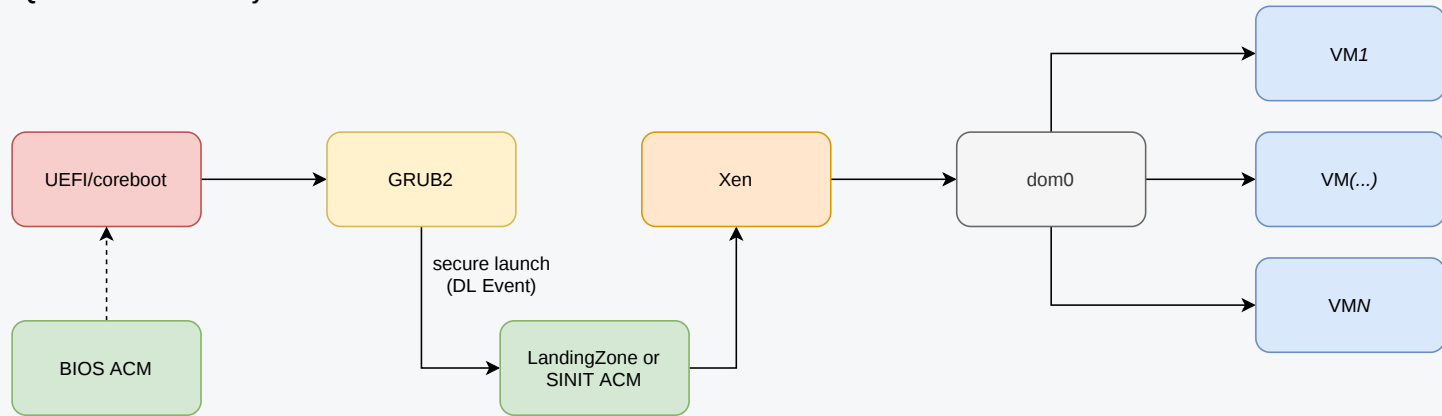 VM1
UEFI/coreboot
GRUB2
Xen
dom0
VM(...)
secure launch
(DL Event)
VMN
BIOS ACM
LandingZone or
SINIT ACM